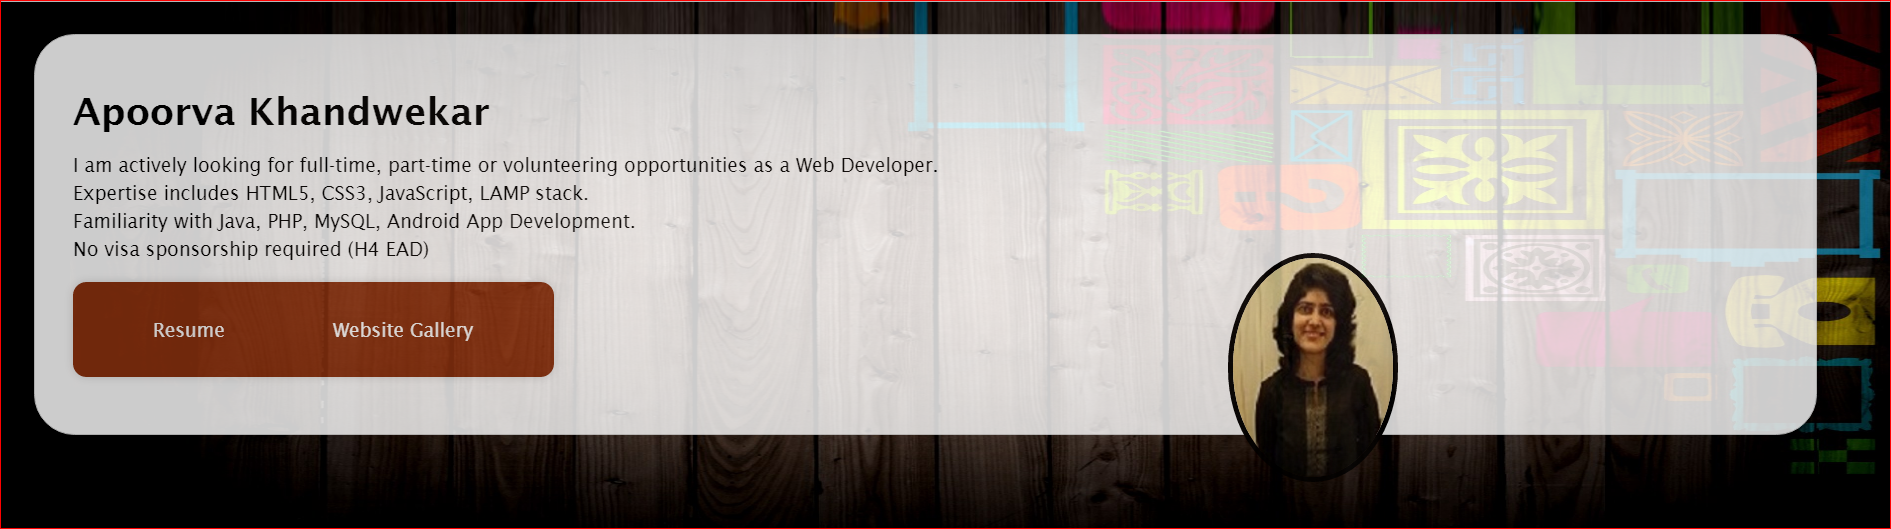 Apoorva Khandwekar
I am actively looking for full-time, part-time or volunteering opportunities as a Web Developer.
Expertise includes HTML5, CSS3, JavaScript, LAMP stack.
Familiarity with Java, PHP, MySQL, Android App Development.
No visa sponsorship required (H4 EAD)
Resume
Website Gallery